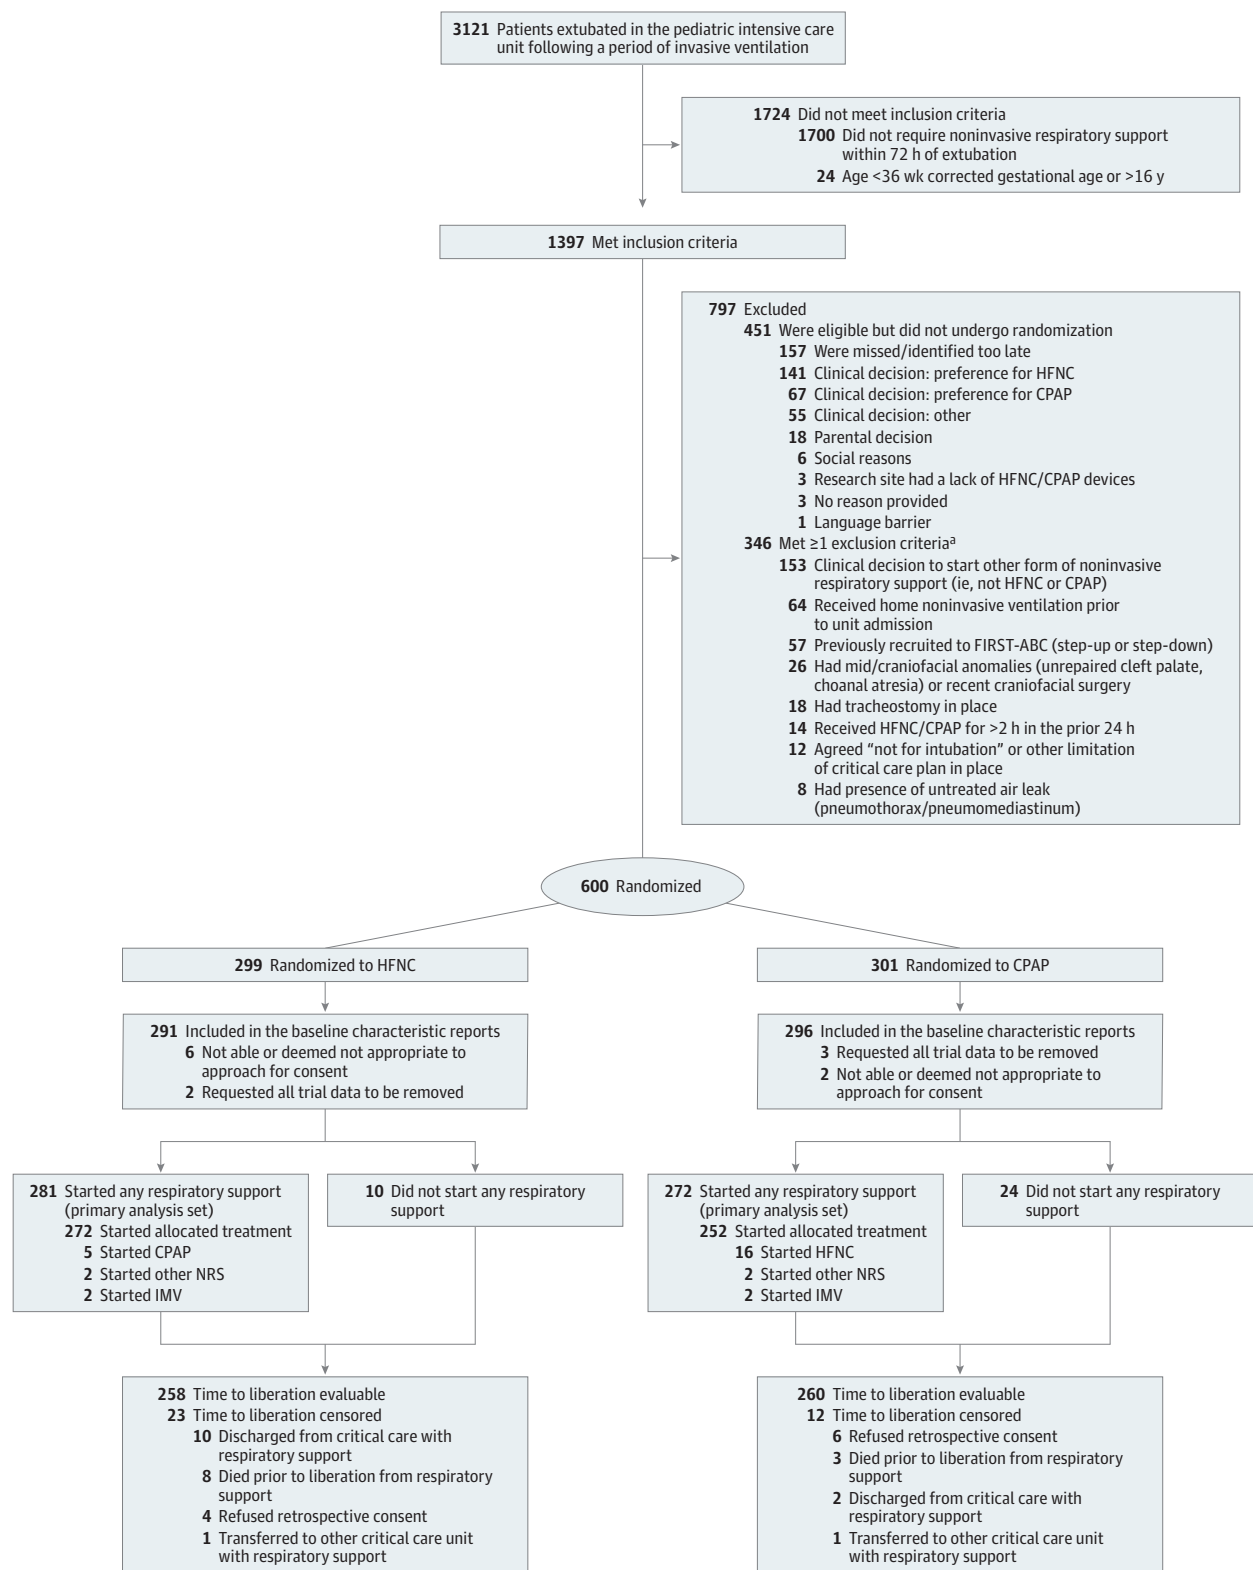 3121 Patients extubated in the pediatric intensive care
unit following a period of invasive ventilation
1724 Did not meet inclusion criteria
1700 Did not require noninvasive respiratory support
within 72 h of extubation
24 Age <36 wk corrected gestational age or >16 y
1397 Met inclusion criteria
797 Excluded
451 Were eligible but did not undergo randomization
157 Were missed/identified too late
141 Clinical decision: preference for HFNC
67 Clinical decision: preference for CPAP
55 Clinical decision: other
18 Parental decision
6 Social reasons
3 Research site had a lack of HFNC/CPAP devices
3 No reason provided
1 Language barrier
346 Met ≥1 exclusion criteriaᵃ
153 Clinical decision to start other form of noninvasive
respiratory support (ie, not HFNC or CPAP)
64 Received home noninvasive ventilation prior
to unit admission
57 Previously recruited to FIRST-ABC (step-up or step-down)
26 Had mid/craniofacial anomalies (unrepaired cleft palate,
choanal atresia) or recent craniofacial surgery
18 Had tracheostomy in place
14 Received HFNC/CPAP for >2 h in the prior 24 h
12 Agreed “not for intubation” or other limitation
of critical care plan in place
8 Had presence of untreated air leak
(pneumothorax/pneumomediastinum)
600 Randomized
299 Randomized to HFNC
291 Included in the baseline characteristic reports
6 Not able or deemed not appropriate to
approach for consent
2 Requested all trial data to be removed
281 Started any respiratory support
(primary analysis set)
272 Started allocated treatment
5 Started CPAP
2 Started other NRS
2 Started IMV
10 Did not start any respiratory
support
258 Time to liberation evaluable
23 Time to liberation censored
10 Discharged from critical care with
respiratory support
8 Died prior to liberation from respiratory
support
4 Refused retrospective consent
1 Transferred to other critical care unit
with respiratory support
301 Randomized to CPAP
296 Included in the baseline characteristic reports
3 Requested all trial data to be removed
2 Not able or deemed not appropriate to
approach for consent
272 Started any respiratory support
(primary analysis set)
252 Started allocated treatment
16 Started HFNC
2 Started other NRS
2 Started IMV
24 Did not start any respiratory
support
260 Time to liberation evaluable
12 Time to liberation censored
6 Refused retrospective consent
3 Died prior to liberation from respiratory
support
2 Discharged from critical care with
respiratory support
1 Transferred to other critical care unit
with respiratory support